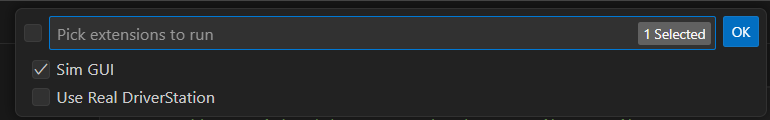 Pick extensions to run
1 Selected
OK
Sim GUI
Use Real DriverStation